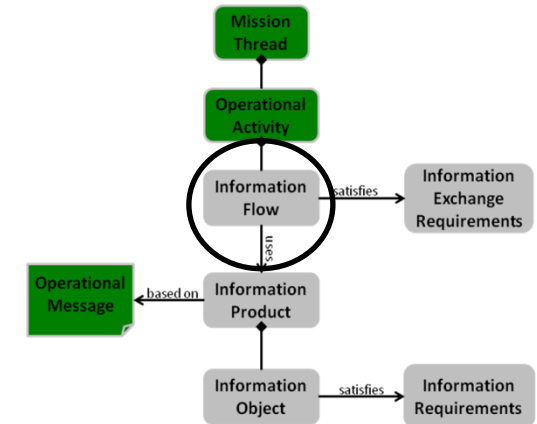 Mission
Thread
Operational
Activity
Information
Flow
satisfies
Information
Exchange
Requirements
uses
Operational
Message
based on
Information
Product
Information
Object
satisfies
Information
Requirements